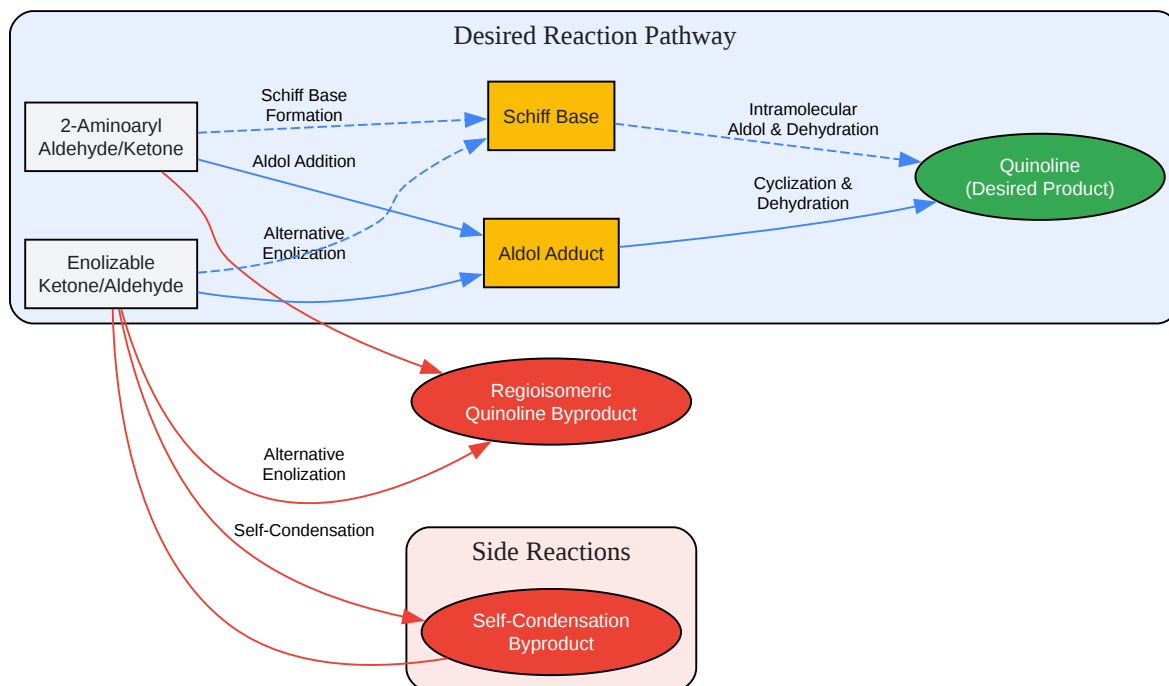 Desired Reaction Pathway
2-Aminoaryl
Aldehyde/Ketone
Schiff Base
Formation
Aldol Addition
Schiff Base
Intramolecular
Aldol & Dehydration
Quinoline
(Desired Product)
Cyclization &
Dehydration
Enolizable
Ketone/Aldehyde
Alternative
Enolization
Aldol Adduct
Regioisomeric
Quinoline Byproduct
Alternative
Enolization
Self-Condensation
Side Reactions
Self-Condensation
Byproduct